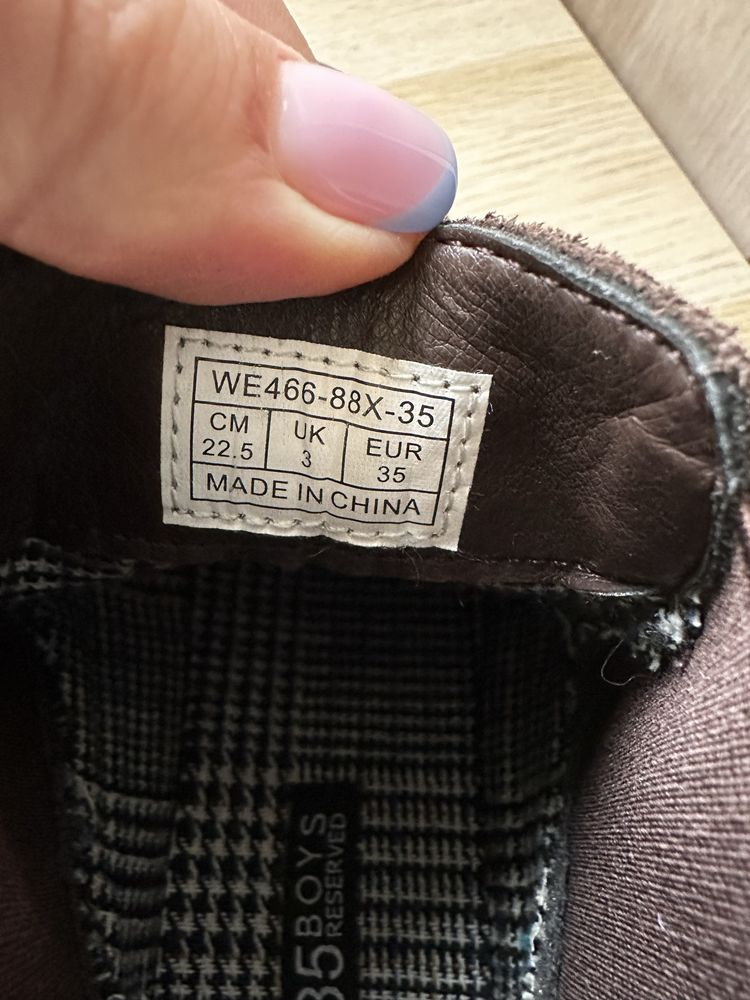 WE466-88X-35
CM UK EUR
22.5 3 35
MADE IN CHINA
BOYS
RESERVED
35